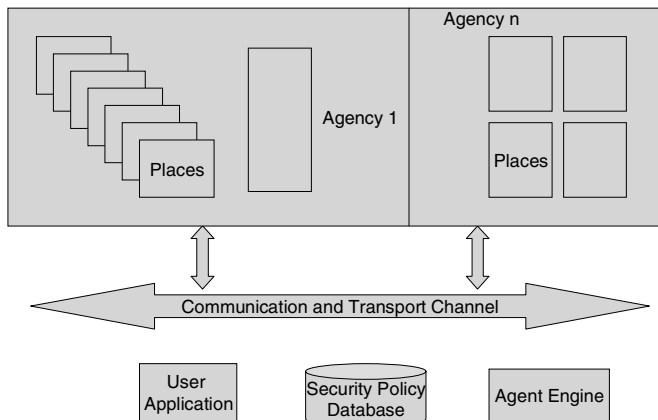 Agency n
Agency 1
Places
Places
Communication and Transport Channel
User
Application
Security Policy
Database
Agent Engine